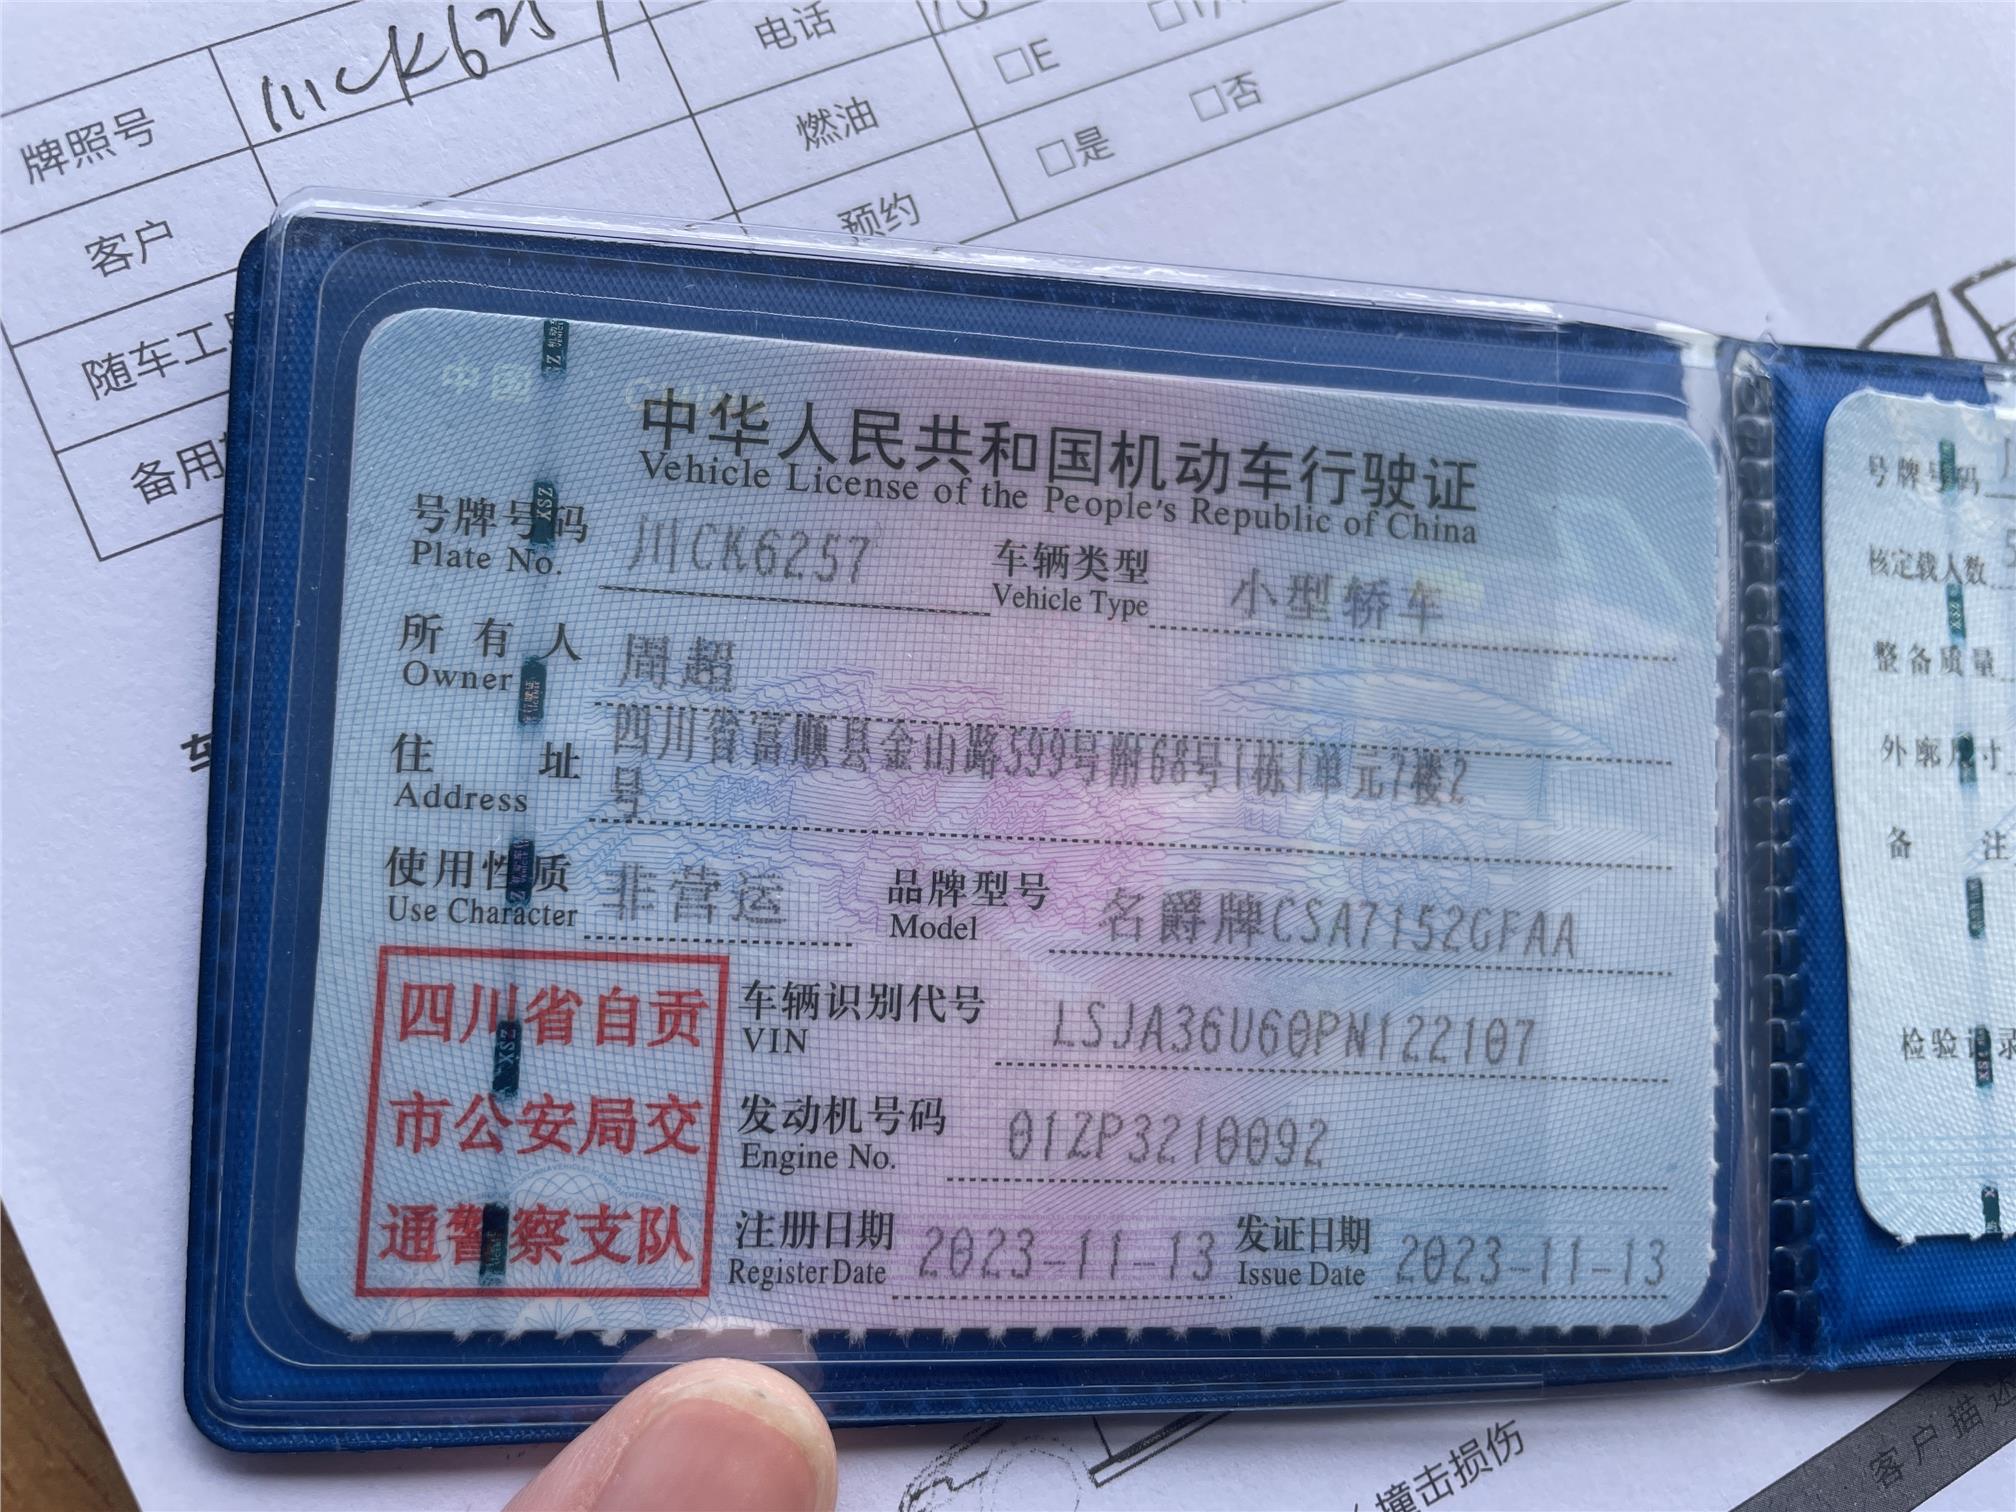 牌照号 川CK6257 电话
燃油 □E
客户 预约 □是 □否
随车工
备用
中国
中华人民共和国机动车行驶证
Vehicle License of the People's Republic of China
号牌号码 川CK6257 车辆类型 小型轿车
Plate No. Vehicle Type
所有人 周超
Owner
住址 四川省富顺县金山路599号附68号1栋1单元7楼2
Address 号
使用性质 非营运 品牌型号 名爵牌CSA7152GFAA
Use Character Model
四川省自贡
市公安局交
通警察支队
车辆识别代号 LSJA36U60PN122107
VIN
发动机号码 01ZP3210092
Engine No.
注册日期 2023-11-13 发证日期 2023-11-13
Register Date Issue Date
号牌号码
核定载人数 5
整备质量
外廓尺寸
备注
检验记录
撞击损伤
客户描述